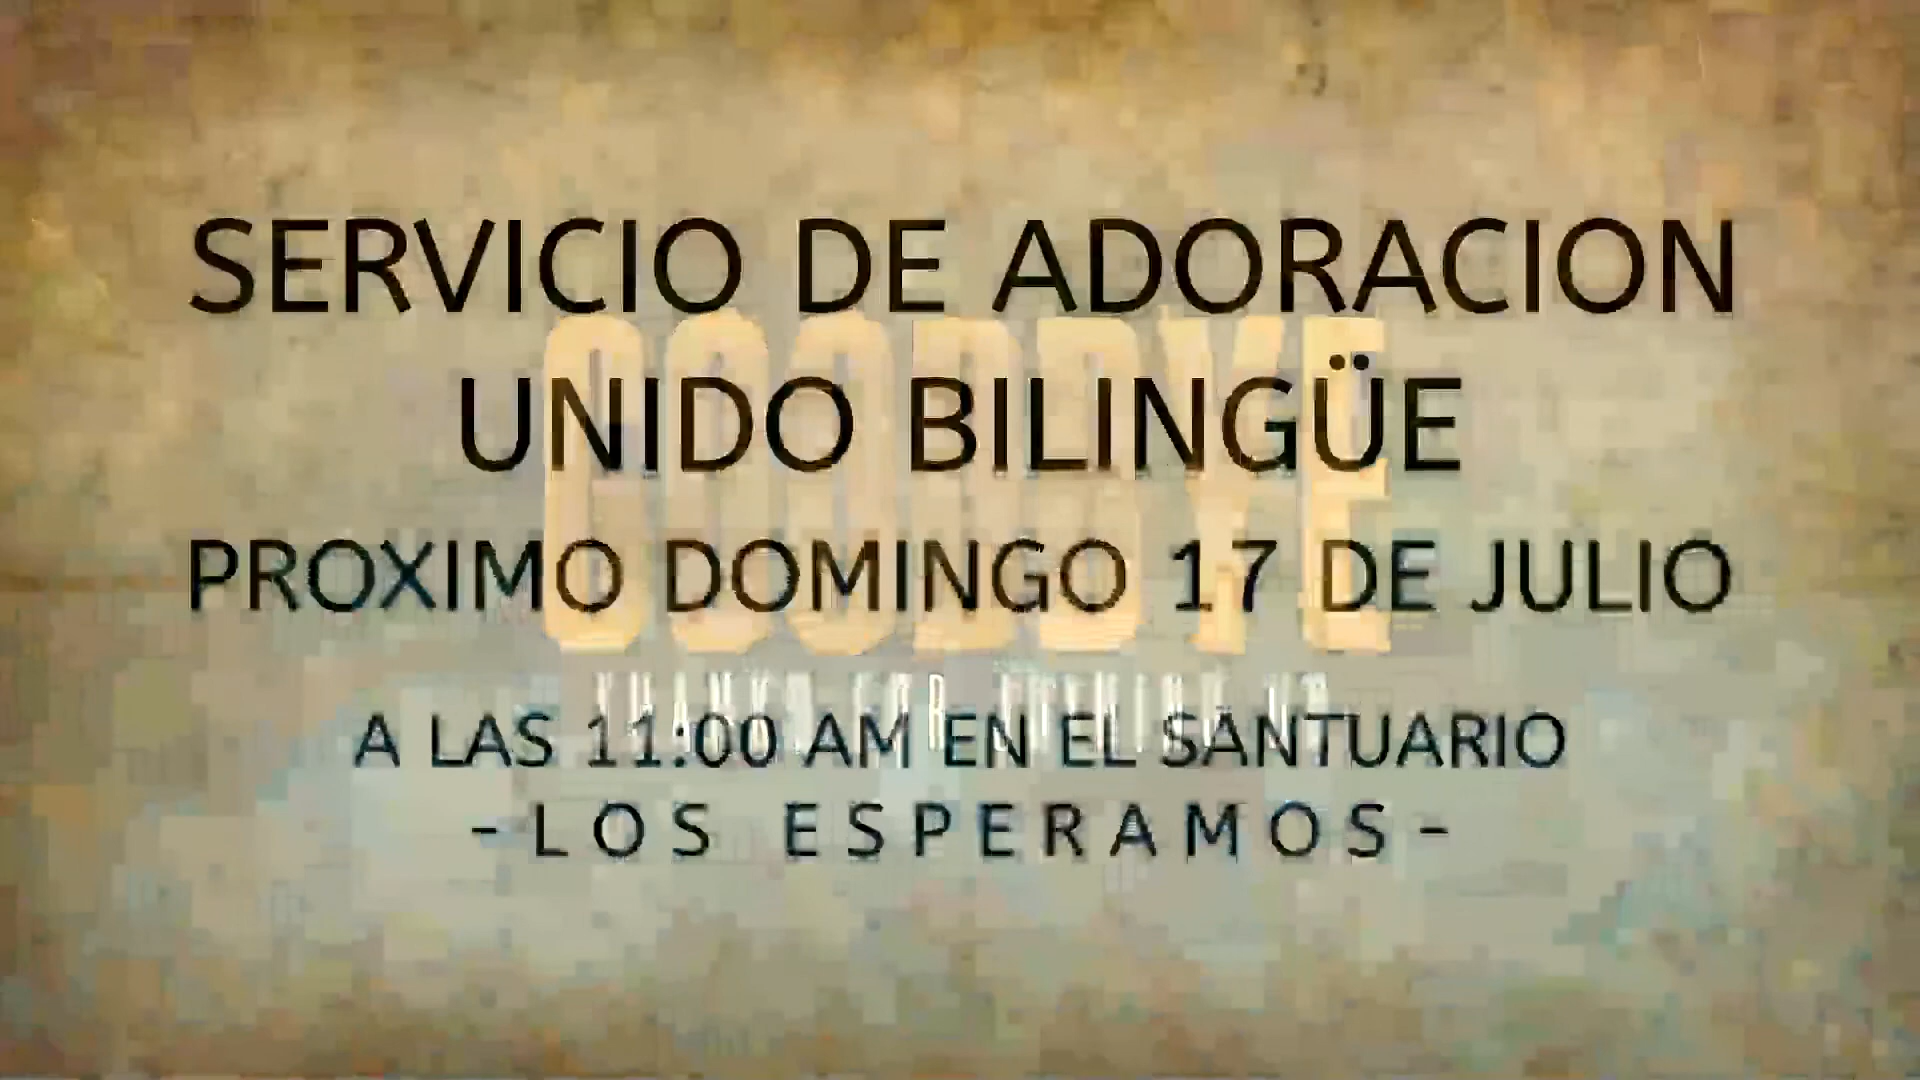 SERVICIO DE ADORACION
UNIDO BILINGÜE
GOODBYE
PROXIMO DOMINGO 17 DE JULIO
A LAS 11:00 AM EN EL SANTUARIO
-LOS ESPERAMOS-